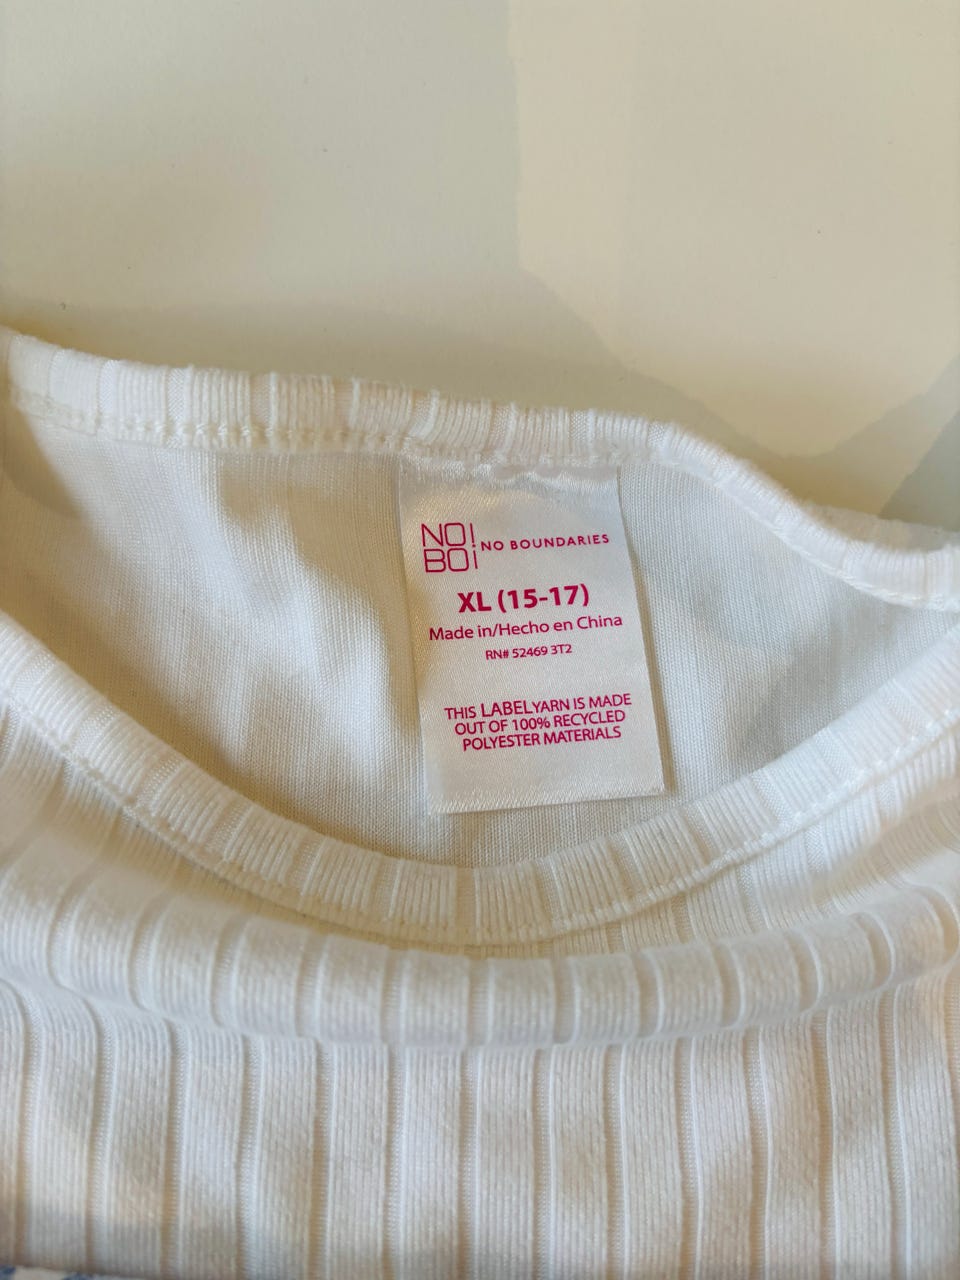 NO!
BO! NO BOUNDARIES
XL (15-17)
Made in/Hecho en China
RN# 52469 3T2
THIS LABELYARN IS MADE
OUT OF 100% RECYCLED
POLYESTER MATERIALS